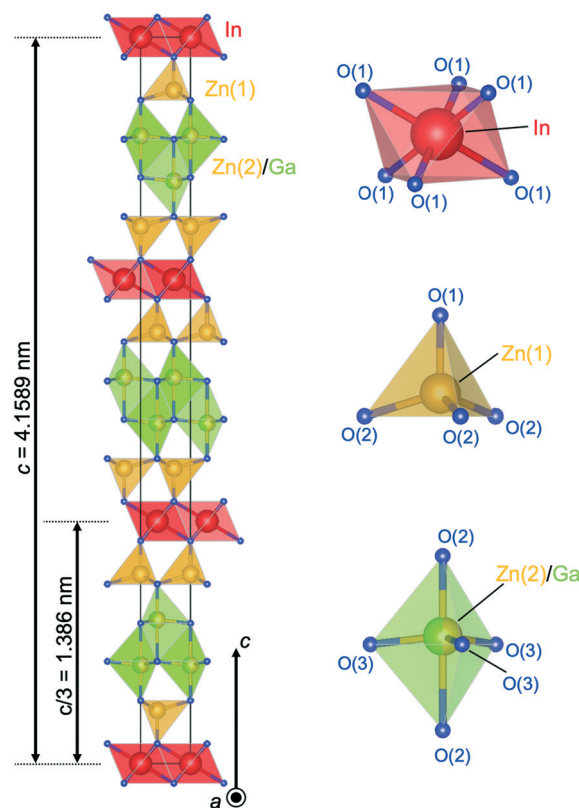 In
Zn(1)
Zn(2)/Ga
c = 4.1589 nm
c/3 = 1.386 nm
c
a
O(1)
O(1)
O(1)
In
O(1)
O(1)
O(1)
O(1)
Zn(1)
O(2)
O(2)
O(2)
O(2)
Zn(2)/Ga
O(3)
O(3)
O(3)
O(2)